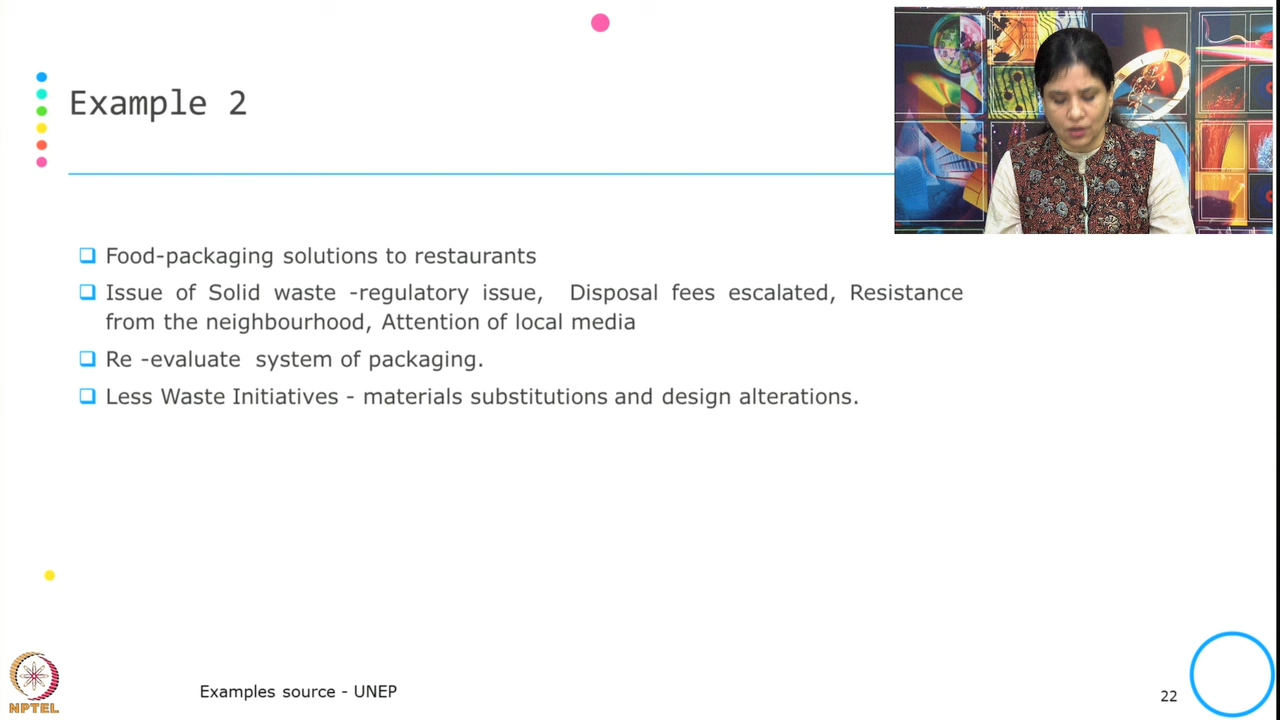 Example 2
Food-packaging solutions to restaurants
Issue of Solid waste -regulatory issue, Disposal fees escalated, Resistance
from the neighbourhood, Attention of local media
Re -evaluate system of packaging.
Less Waste Initiatives - materials substitutions and design alterations.
NPTEL
Examples source - UNEP
22